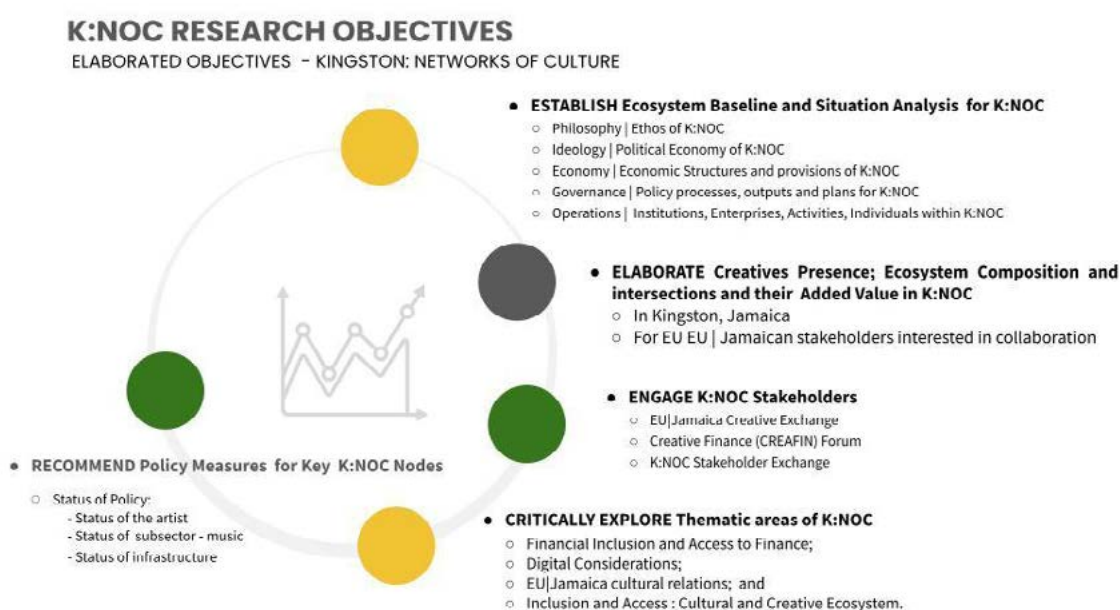 K:NOC RESEARCH OBJECTIVES
ELABORATED OBJECTIVES - KINGSTON: NETWORKS OF CULTURE
● ESTABLISH Ecosystem Baseline and Situation Analysis for K:NOC
○ Philosophy | Ethos of K:NOC
○ Ideology | Political Economy of K:NOC
○ Economy | Economic Structures and provisions of K:NOC
○ Governance | Policy processes, outputs and plans for K:NOC
○ Operations | Institutions, Enterprises, Activities, Individuals within K:NOC
● ELABORATE Creatives Presence; Ecosystem Composition and
intersections and their Added Value in K:NOC
○ In Kingston, Jamaica
○ For EU EU | Jamaican stakeholders interested in collaboration
● ENGAGE K:NOC Stakeholders
○ EU|Jamaica Creative Exchange
○ Creative Finance (CREAFIN) Forum
○ K:NOC Stakeholder Exchange
● CRITICALLY EXPLORE Thematic areas of K:NOC
○ Financial Inclusion and Access to Finance;
○ Digital Considerations;
○ EU|Jamaica cultural relations; and
○ Inclusion and Access : Cultural and Creative Ecosystem.
● RECOMMEND Policy Measures for Key K:NOC Nodes
○ Status of Policy:
- Status of the artist
- Status of subsector - music
- Status of infrastructure